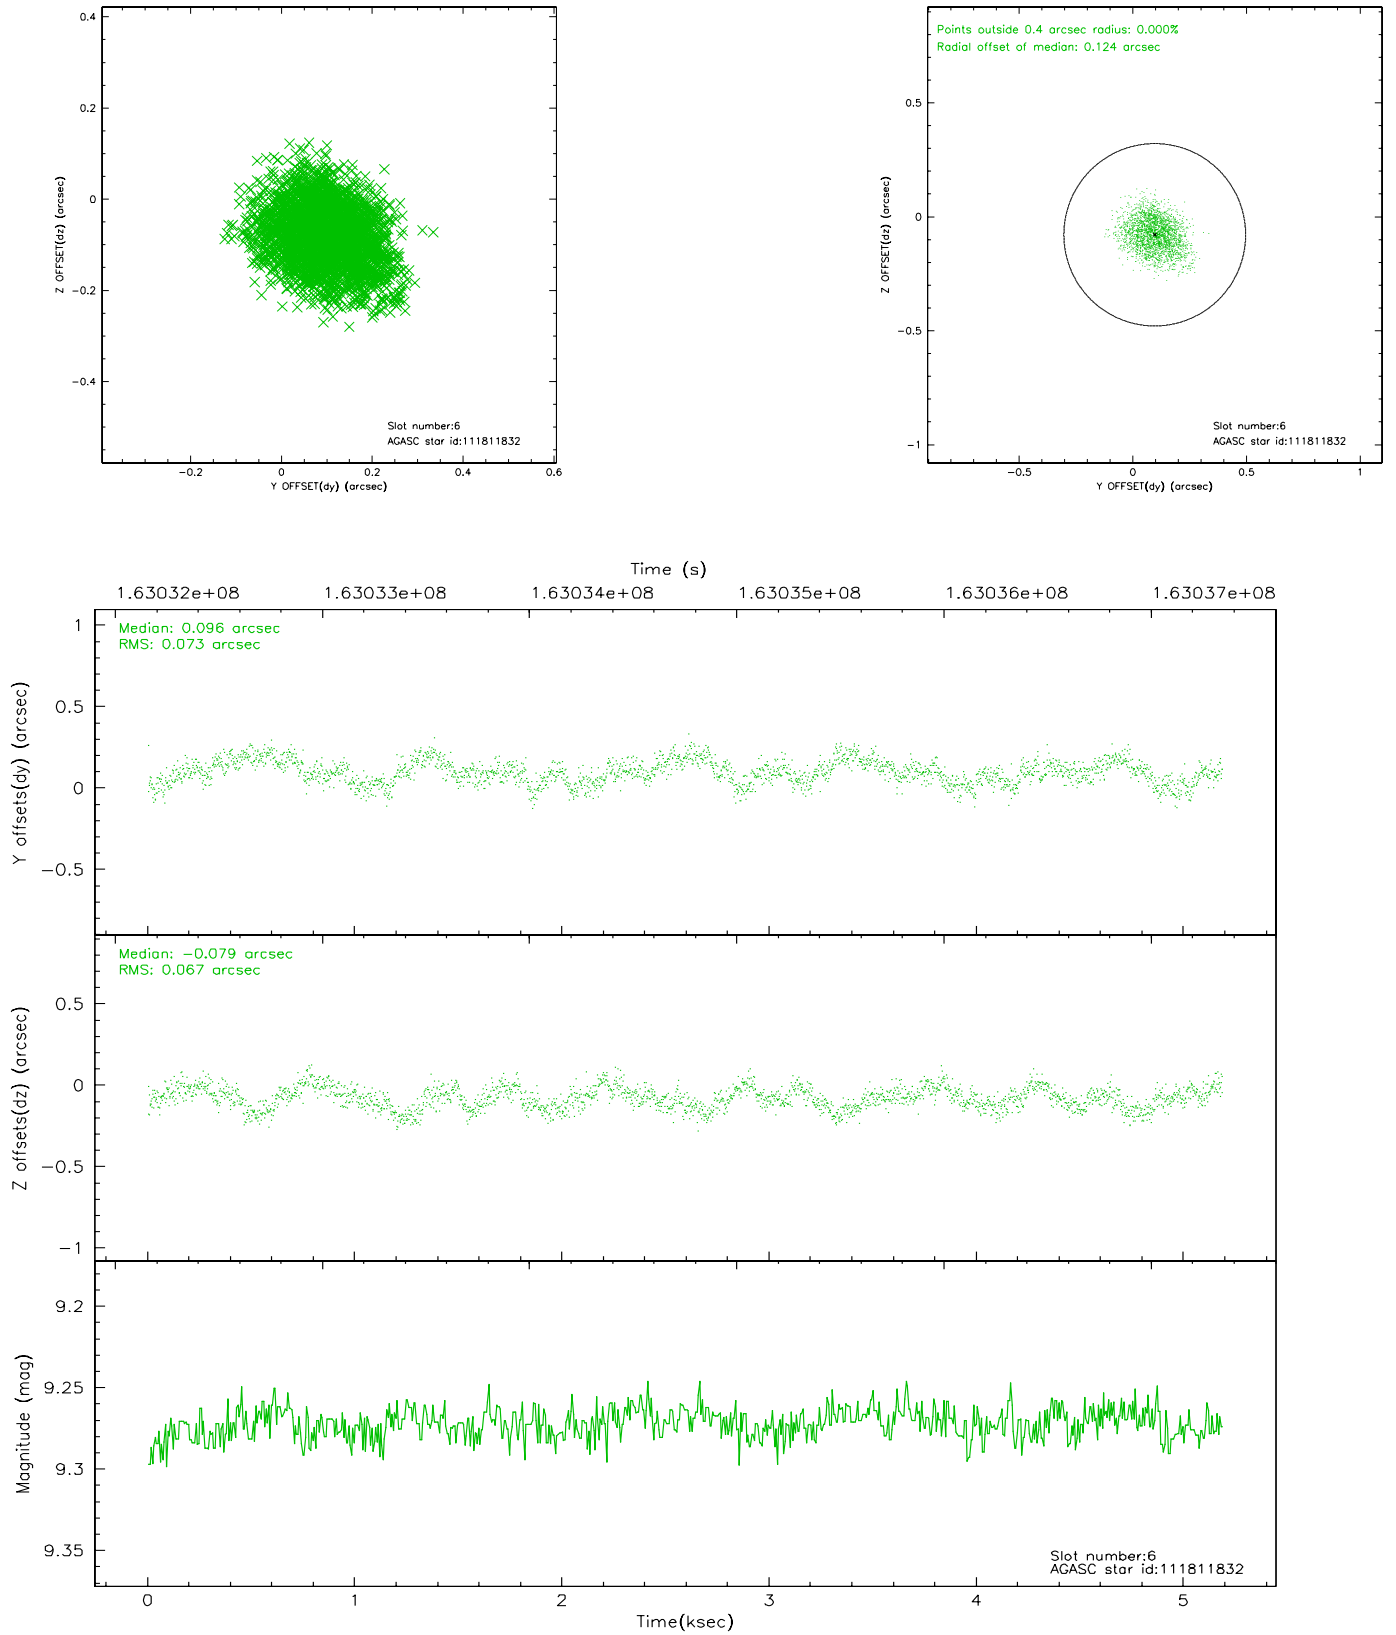 0.4
0.2
0
−0.2
−0.4
Z OFFSET(dz) (arcsec)
Slot number:6
AGASC star id:111811832
−0.2
0
0.2
0.4
0.6
Y OFFSET(dy) (arcsec)
Points outside 0.4 arcsec radius: 0.000%
Radial offset of median: 0.124 arcsec
0.5
0
−0.5
−1
Z OFFSET(dz) (arcsec)
Slot number:6
AGASC star id:111811832
−0.5
0
0.5
1
Y OFFSET(dy) (arcsec)
Time (s)
1.63032e+08
1.63033e+08
1.63034e+08
1.63035e+08
1.63036e+08
1.63037e+08
Median: 0.096 arcsec
RMS: 0.073 arcsec
1
0.5
0
−0.5
Y offsets(dy) (arcsec)
Median: −0.079 arcsec
RMS: 0.067 arcsec
0.5
0
−0.5
−1
Z offsets(dz) (arcsec)
9.2
9.25
9.3
9.35
Magnitude (mag)
Slot number:6
AGASC star id:111811832
0
1
2
3
4
5
Time(ksec)